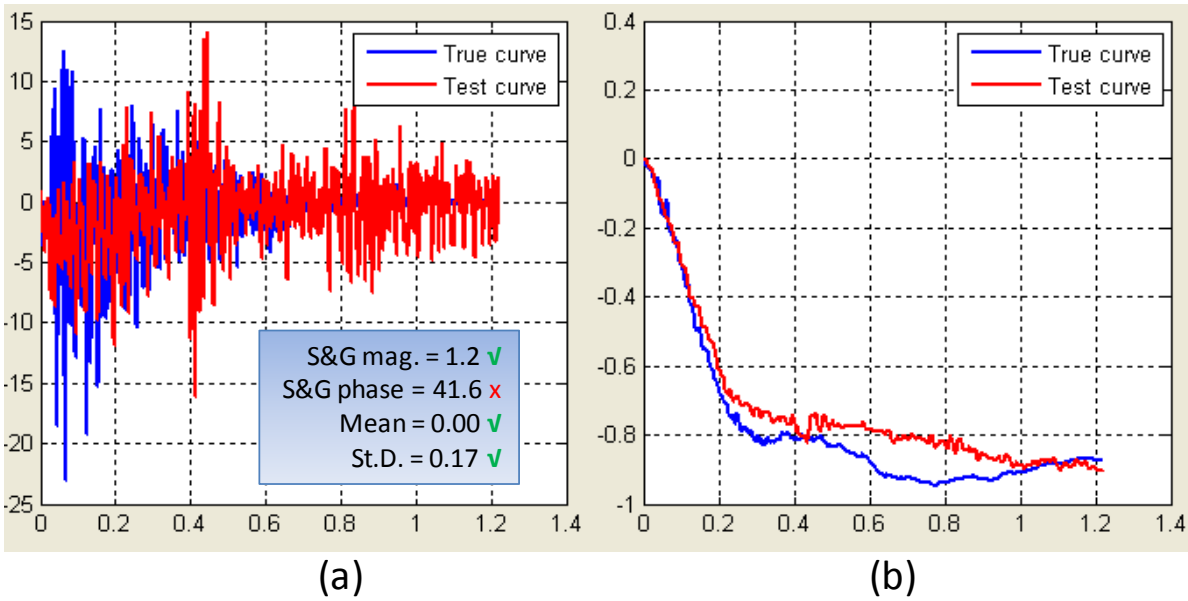 15
10
5
0
-5
-10
-15
-20
-25
0 0.2 0.4 0.6 0.8 1 1.2 1.4
True curve
Test curve
S&G mag. = 1.2 √
S&G phase = 41.6 x
Mean = 0.00 √
St.D. = 0.17 √
(a)
0.4
0.2
0
-0.2
-0.4
-0.6
-0.8
-1
0 0.2 0.4 0.6 0.8 1 1.2 1.4
True curve
Test curve
(b)